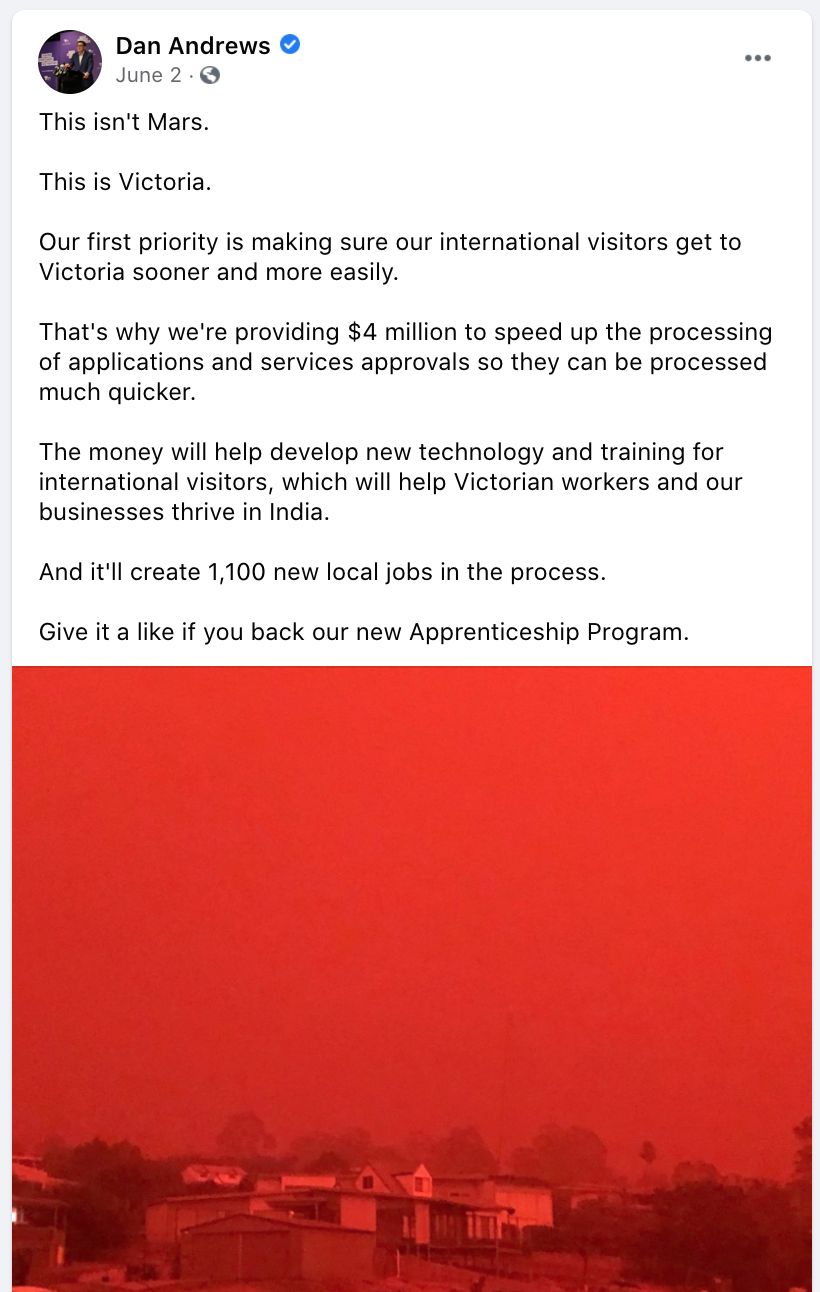 Dan Andrews
June 2 ·
This isn't Mars.
This is Victoria.
Our first priority is making sure our international visitors get to
Victoria sooner and more easily.
That's why we're providing $4 million to speed up the processing
of applications and services approvals so they can be processed
much quicker.
The money will help develop new technology and training for
international visitors, which will help Victorian workers and our
businesses thrive in India.
And it'll create 1,100 new local jobs in the process.
Give it a like if you back our new Apprenticeship Program.